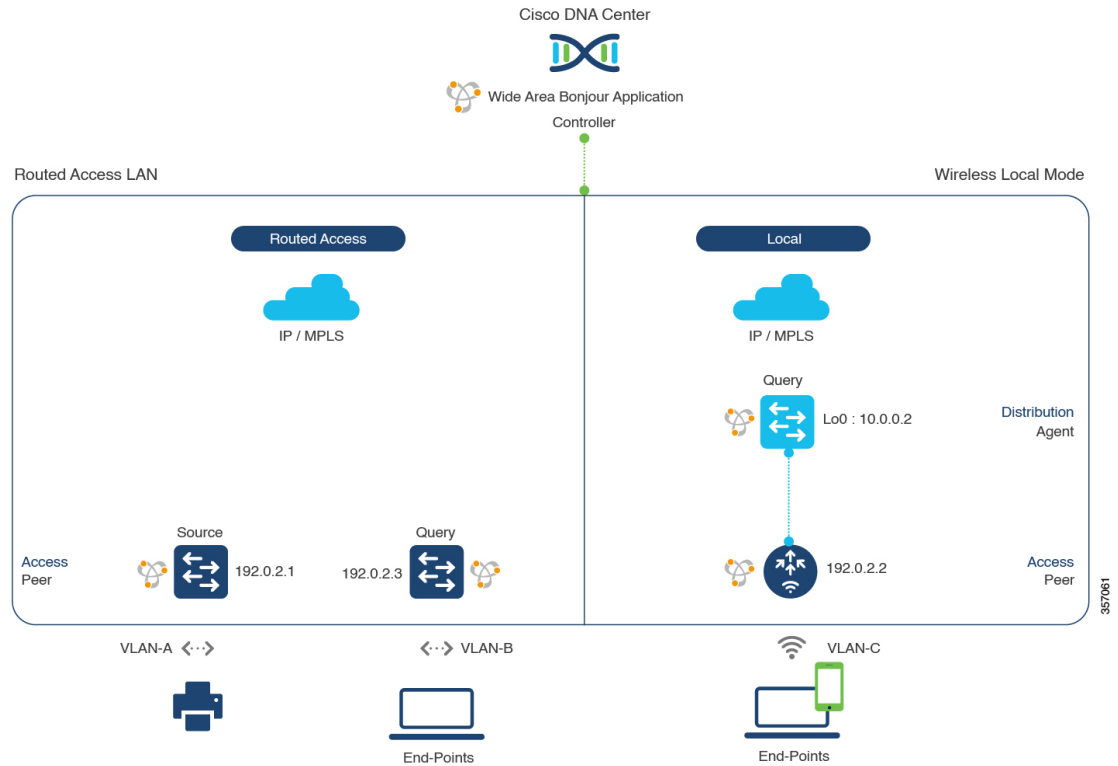 Cisco DNA Center
Wide Area Bonjour Application
Controller
Routed Access LAN
Wireless Local Mode
Routed Access
Local
IP / MPLS
IP / MPLS
Query
Lo0 : 10.0.0.2
Distribution
Agent
Source
Query
Access
Peer
192.0.2.1
192.0.2.3
192.0.2.2
Access
Peer
357061
VLAN-A
VLAN-B
VLAN-C
End-Points
End-Points